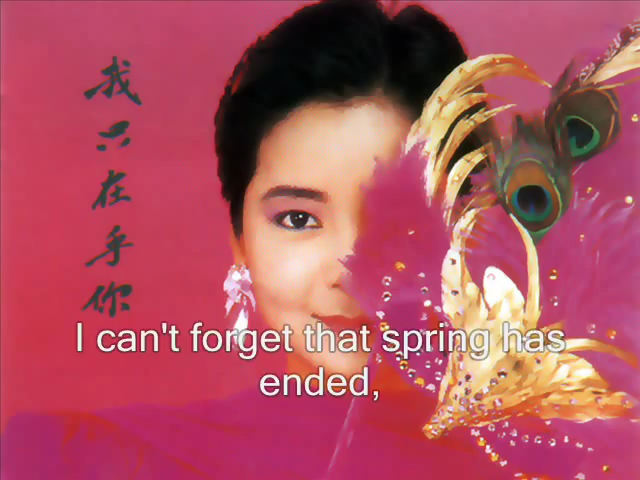 我只在乎你
I can't forget that spring has
ended,